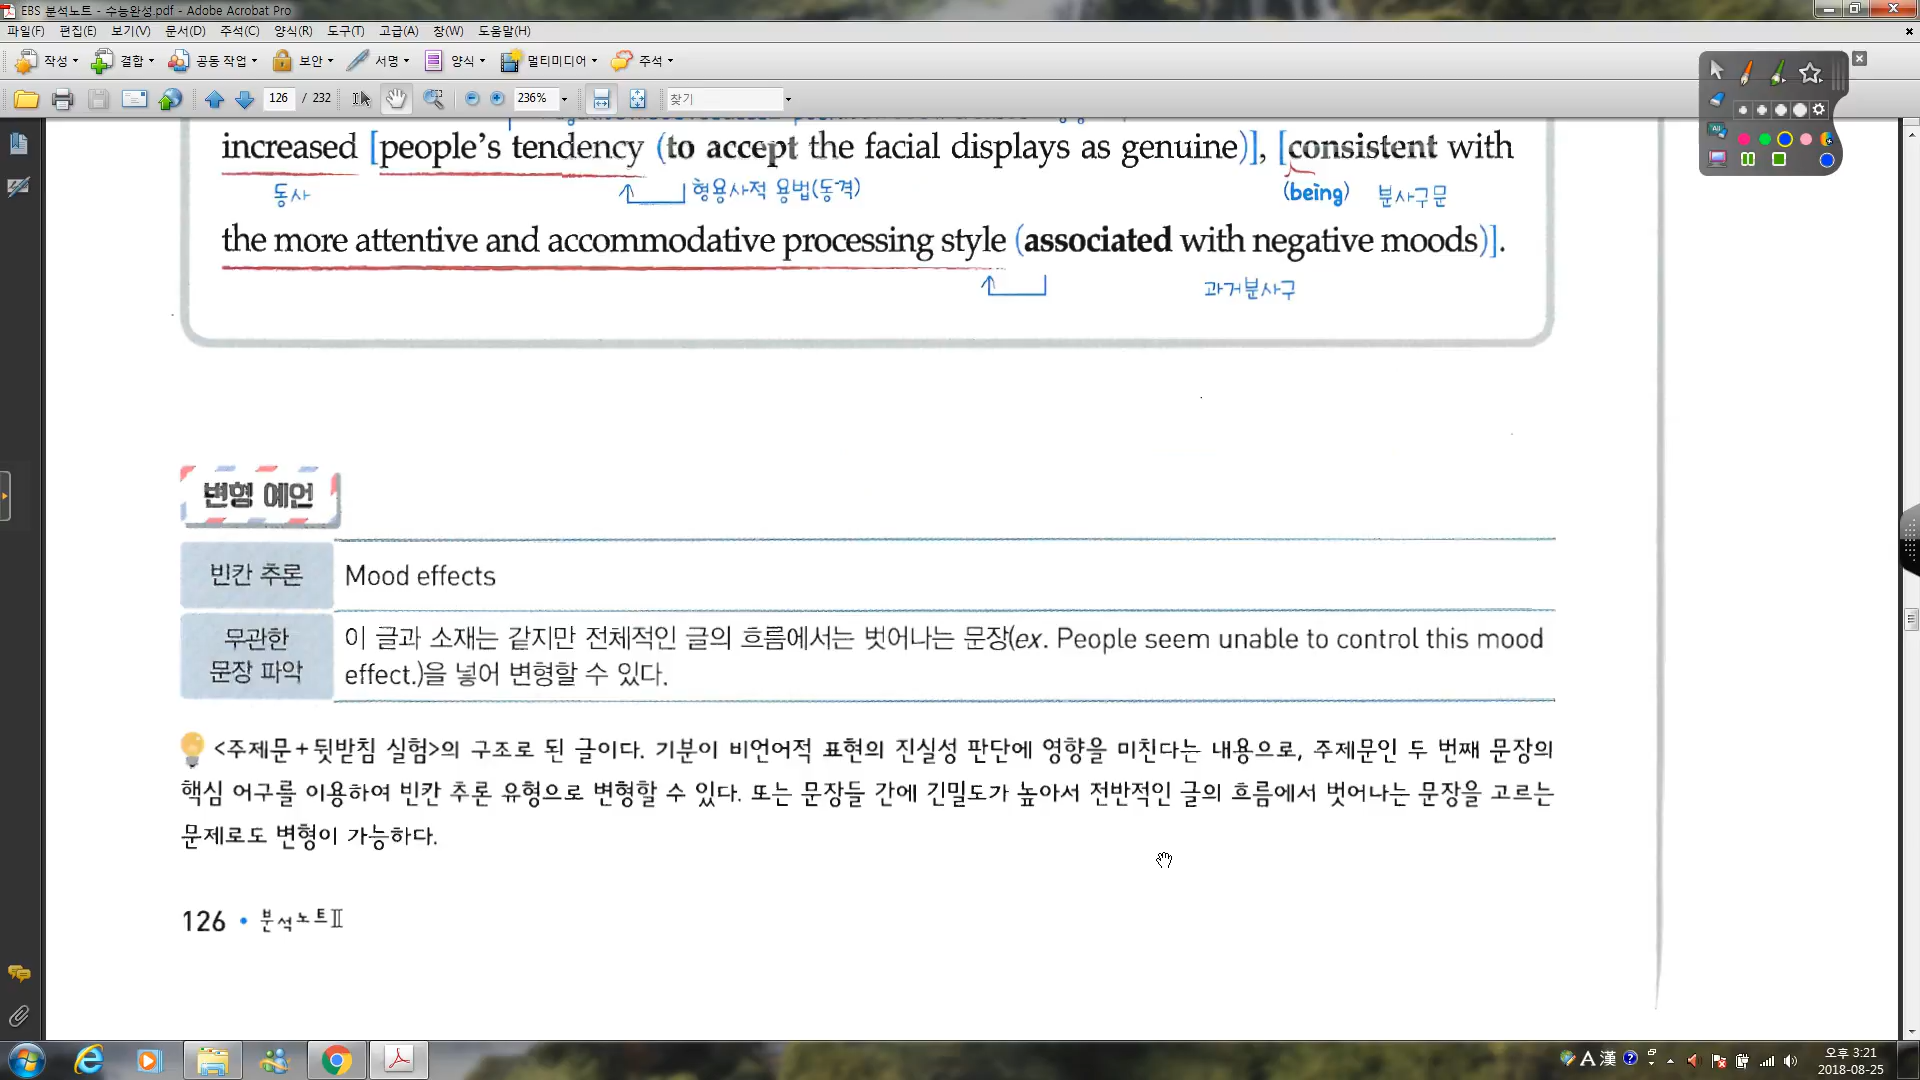 EBS 분석노트 - 수능완성.pdf - Adobe Acrobat Pro
파일(F) 편집(E) 보기(V) 문서(D) 주석(C) 양식(R) 도구(T) 고급(A) 창(W) 도움말(H)
작성 결합 공동 작업 보안 서명 양식 멀티미디어 주석
126 / 232 236% 찾기
increased [people's tendency (to accept the facial displays as genuine)], [consistent with
동사 형용사적 용법(동격) (being) 분사구문
the more attentive and accommodative processing style (associated with negative moods)].
과거분사구
변형 예언
빈칸 추론 Mood effects
무관한 문장 파악 이 글과 소재는 같지만 전체적인 글의 흐름에서는 벗어나는 문장(ex. People seem unable to control this mood
effect.)을 넣어 변형할 수 있다.
<주제문+뒷받침 실험>의 구조로 된 글이다. 기분이 비언어적 표현의 진실성 판단에 영향을 미친다는 내용으로, 주제문인 두 번째 문장의
핵심 어구를 이용하여 빈칸 추론 유형으로 변형할 수 있다. 또는 문장들 간에 긴밀도가 높아서 전반적인 글의 흐름에서 벗어나는 문장을 고르는
문제로도 변형이 가능하다.
126 • 분석노트Ⅱ
A 漢
오후 3:21
2018-08-25